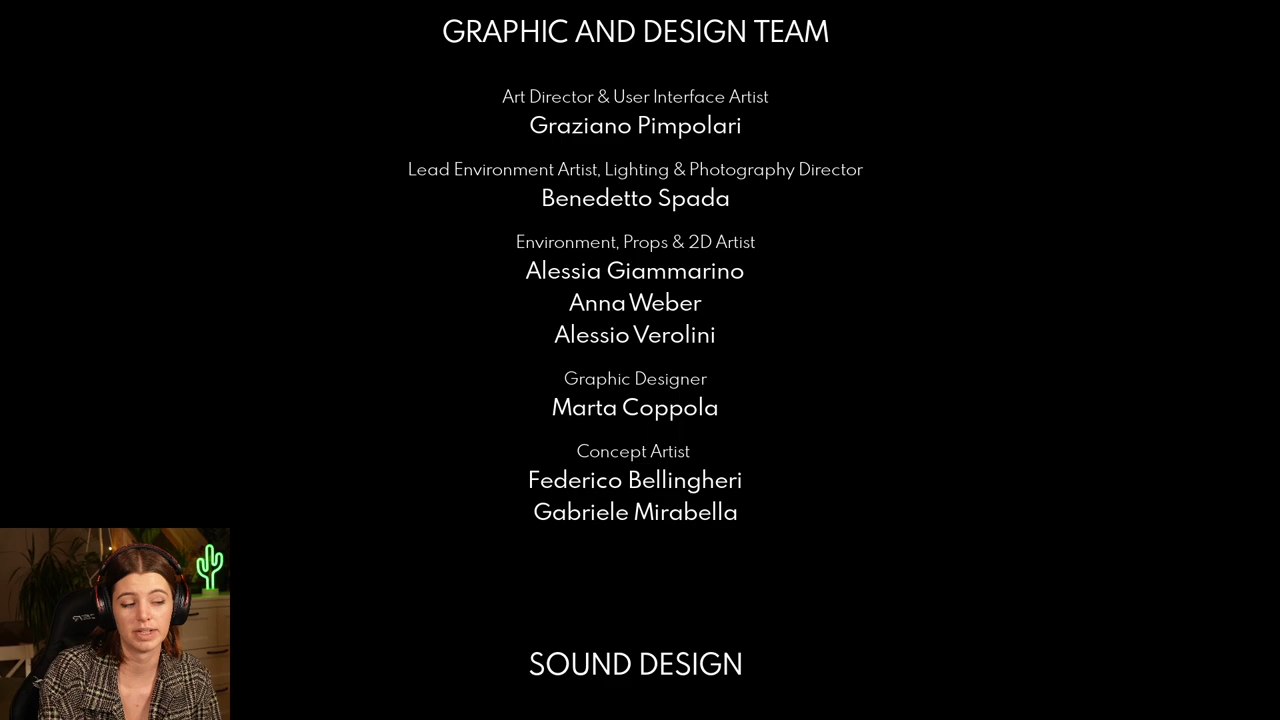 GRAPHIC AND DESIGN TEAM
Art Director & User Interface Artist
Graziano Pimpolari
Lead Environment Artist, Lighting & Photography Director
Benedetto Spada
Environment, Props & 2D Artist
Alessia Giammarino
Anna Weber
Alessio Verolini
Graphic Designer
Marta Coppola
Concept Artist
Federico Bellingheri
Gabriele Mirabella
SOUND DESIGN